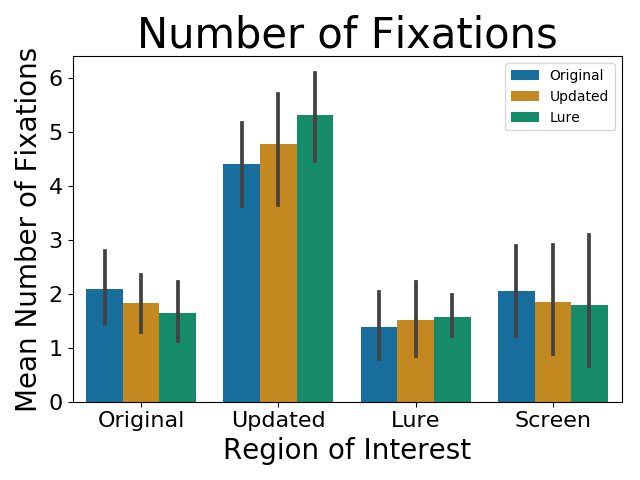 Number of Fixations
Mean Number of Fixations
6
5
4
3
2
1
0
Original
Updated
Lure
Original
Updated
Lure
Screen
Region of Interest